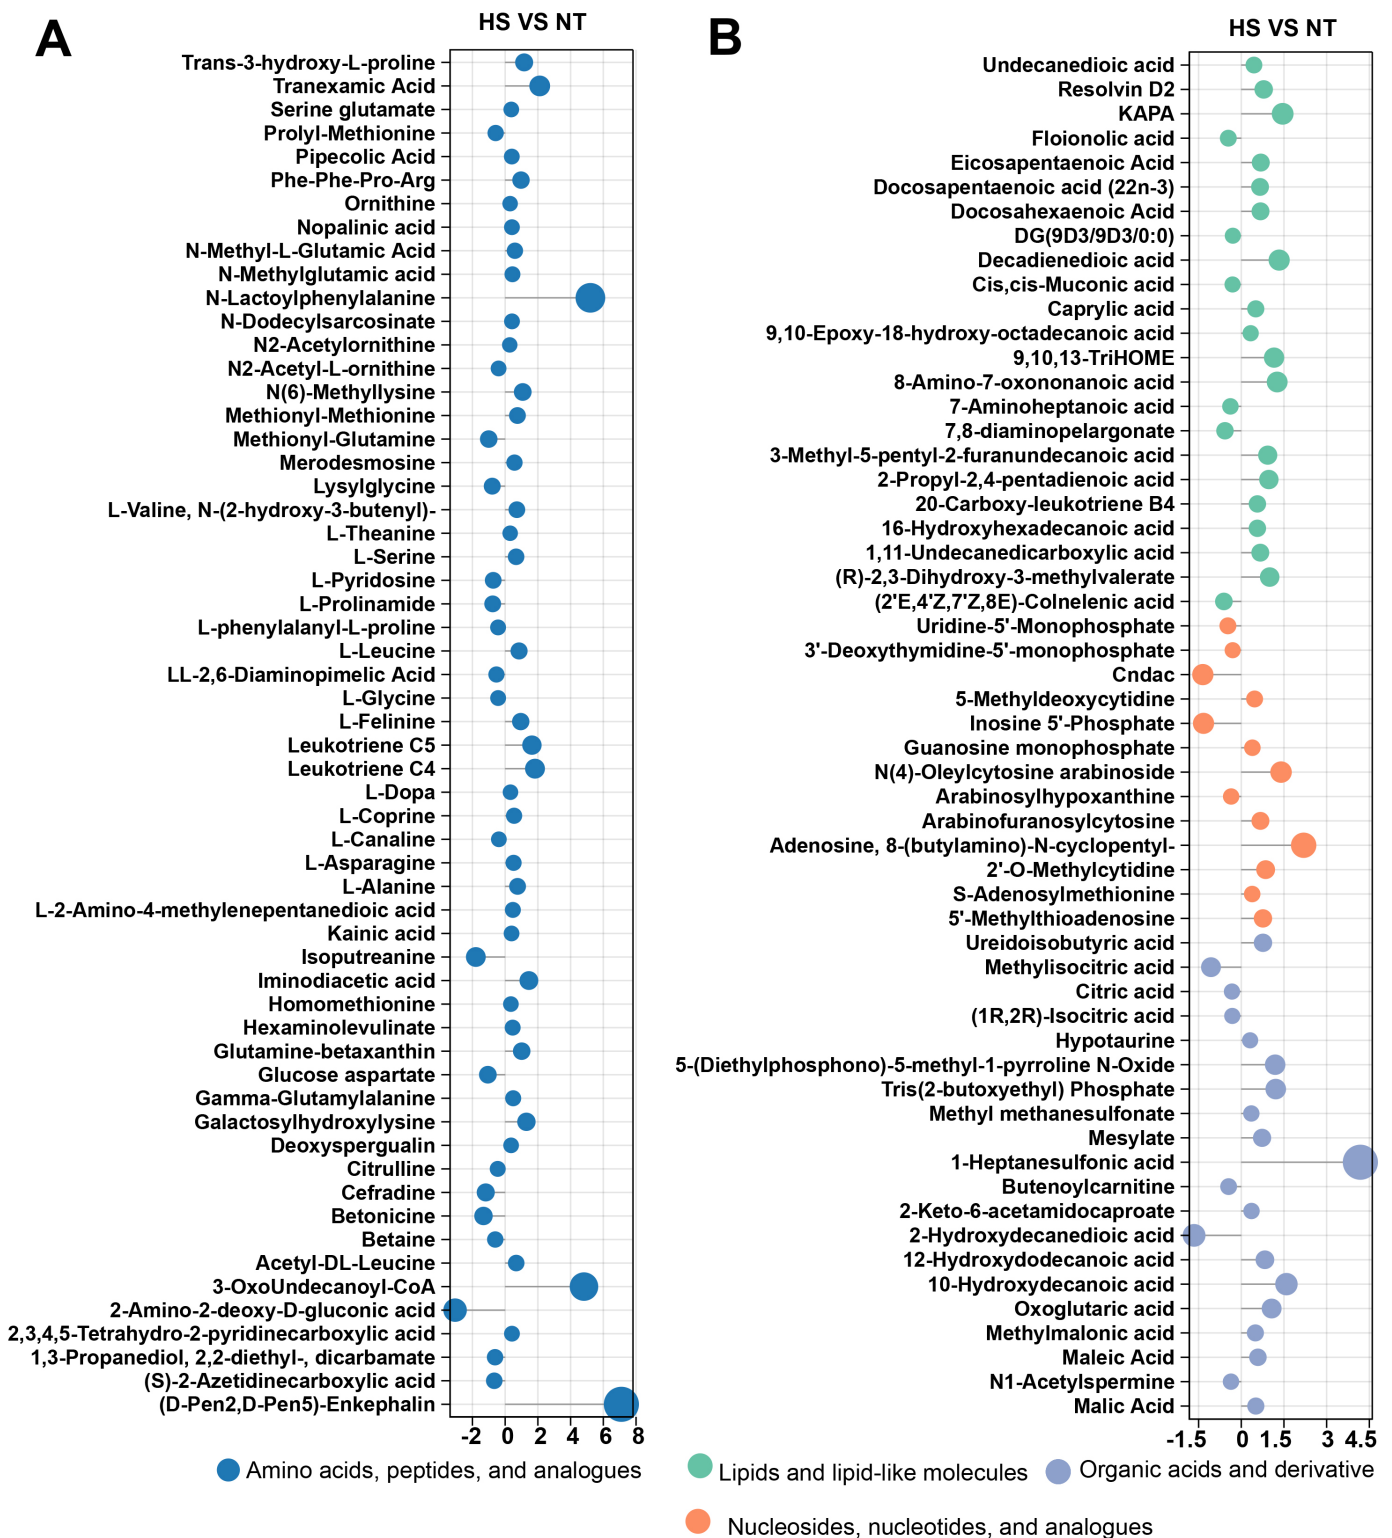 A
HS VS NT
Trans-3-hydroxy-L-proline
Tranexamic Acid
Serine glutamate
Prolyl-Methionine
Pipecolic Acid
Phe-Phe-Pro-Arg
Ornithine
Nopalinic acid
N-Methyl-L-Glutamic Acid
N-Methylglutamic acid
N-Lactoylphenylalanine
N-Dodecylsarcosinate
N2-Acetylornithine
N2-Acetyl-L-ornithine
N(6)-Methyllysine
Methionyl-Methionine
Methionyl-Glutamine
Merodesmosine
Lysylglycine
L-Valine, N-(2-hydroxy-3-butenyl)-
L-Theanine
L-Serine
L-Pyridosine
L-Prolinamide
L-phenylalanyl-L-proline
L-Leucine
LL-2,6-Diaminopimelic Acid
L-Glycine
L-Felinine
Leukotriene C5
Leukotriene C4
L-Dopa
L-Coprine
L-Canaline
L-Asparagine
L-Alanine
L-2-Amino-4-methylenepentanedioic acid
Kainic acid
Isoputreanine
Iminodiacetic acid
Homomethionine
Hexaminolevulinate
Glutamine-betaxanthin
Glucose aspartate
Gamma-Glutamylalanine
Galactosylhydroxylysine
Deoxyspergualin
Citrulline
Cefradine
Betonicine
Betaine
Acetyl-DL-Leucine
3-OxoUndecanoyl-CoA
2-Amino-2-deoxy-D-gluconic acid
2,3,4,5-Tetrahydro-2-pyridinecarboxylic acid
1,3-Propanediol, 2,2-diethyl-, dicarbamate
(S)-2-Azetidinecarboxylic acid
(D-Pen2,D-Pen5)-Enkephalin
-2 0 2 4 6 8
Amino acids, peptides, and analogues
B
HS VS NT
Undecanedioic acid
Resolvin D2
KAPA
Floionolic acid
Eicosapentaenoic Acid
Docosapentaenoic acid (22n-3)
Docosahexaenoic Acid
DG(9D3/9D3/0:0)
Decadienedioic acid
Cis,cis-Muconic acid
Caprylic acid
9,10-Epoxy-18-hydroxy-octadecanoic acid
9,10,13-TriHOME
8-Amino-7-oxononanoic acid
7-Aminoheptanoic acid
7,8-diaminopelargonate
3-Methyl-5-pentyl-2-furanundecanoic acid
2-Propyl-2,4-pentadienoic acid
20-Carboxy-leukotriene B4
16-Hydroxyhexadecanoic acid
1,11-Undecanedicarboxylic acid
(R)-2,3-Dihydroxy-3-methylvalerate
(2'E,4'Z,7'Z,8E)-Colnelenic acid
Uridine-5'-Monophosphate
3'-Deoxythymidine-5'-monophosphate
Cndac
5-Methyldeoxycytidine
Inosine 5'-Phosphate
Guanosine monophosphate
N(4)-Oleylcytosine arabinoside
Arabinosylhypoxanthine
Arabinofuranosylcytosine
Adenosine, 8-(butylamino)-N-cyclopentyl-
2'-O-Methylcytidine
S-Adenosylmethionine
5'-Methylthioadenosine
Ureidoisobutyric acid
Methylisocitric acid
Citric acid
(1R,2R)-Isocitric acid
Hypotaurine
5-(Diethylphosphono)-5-methyl-1-pyrroline N-Oxide
Tris(2-butoxyethyl) Phosphate
Methyl methanesulfonate
Mesylate
1-Heptanesulfonic acid
Butenoylcarnitine
2-Keto-6-acetamidocaproate
2-Hydroxydecanedioic acid
12-Hydroxydodecanoic acid
10-Hydroxydecanoic acid
Oxoglutaric acid
Methylmalonic acid
Maleic Acid
N1-Acetylspermine
Malic Acid
-1.5 0 1.5 3 4.5
Lipids and lipid-like molecules
Organic acids and derivative
Nucleosides, nucleotides, and analogues